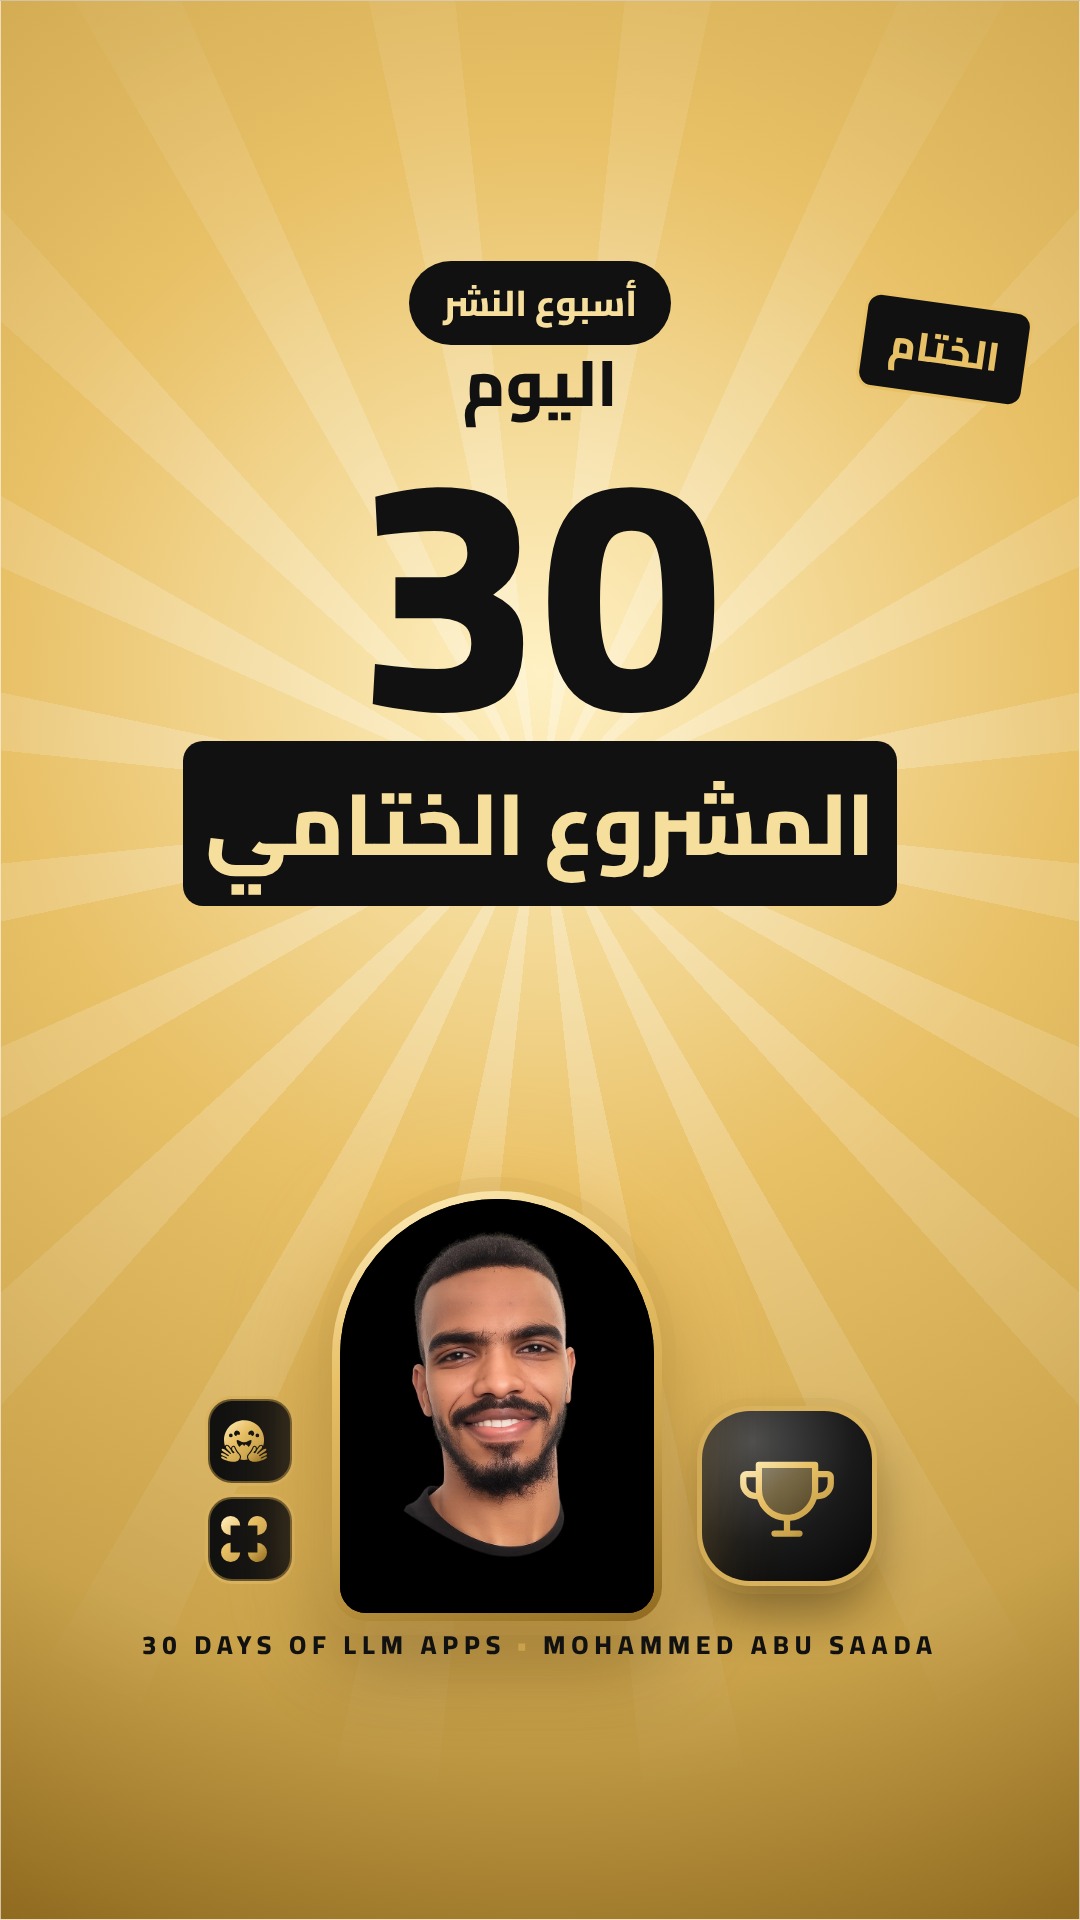 أسبوع النشر
الختام
اليوم
30
المشروع الختامي
30 DAYS OF LLM APPS · MOHAMMED ABU SAADA